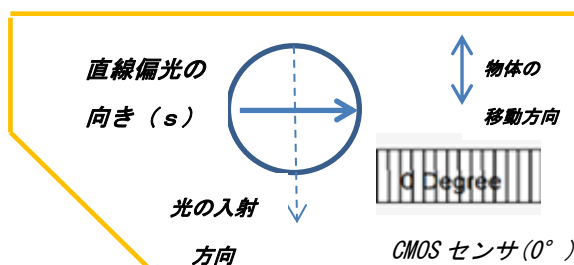 直線偏光の
向き（ｓ）
物体の
移動方向
0 Degree
光の入射
方向
CMOS センサ(0°)